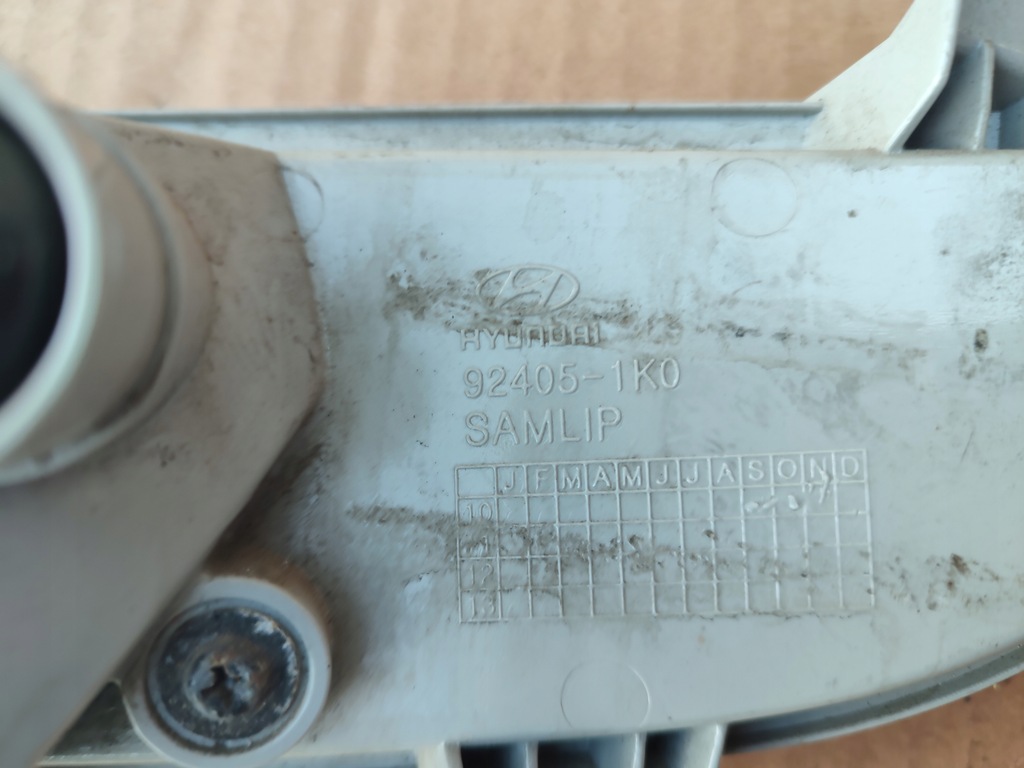 HYUNDAI
92405-1K0
SAMLIP
J F M A M J J A S O N D
10
11
12
13